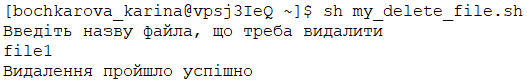 [bochkarova_karina@vpsj3IeQ ~]$ sh my_delete_file.sh
Введіть назву файла, що треба видалити
file1
Видалення пройшло успішно